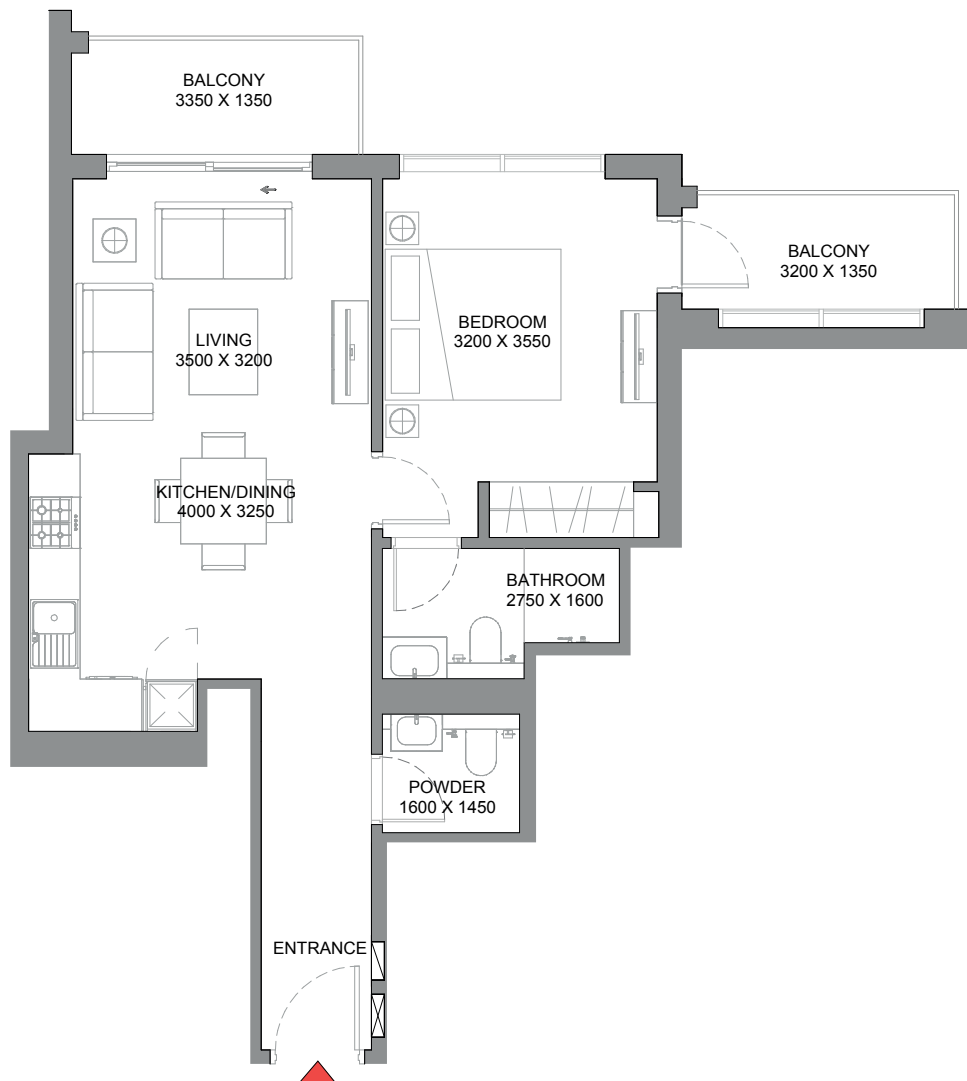 BALCONY
3350 X 1350
BALCONY
3200 X 1350
BEDROOM
3200 X 3550
LIVING
3500 X 3200
KITCHEN/DINING
4000 X 3250
BATHROOM
2750 X 1600
POWDER
1600 X 1450
ENTRANCE